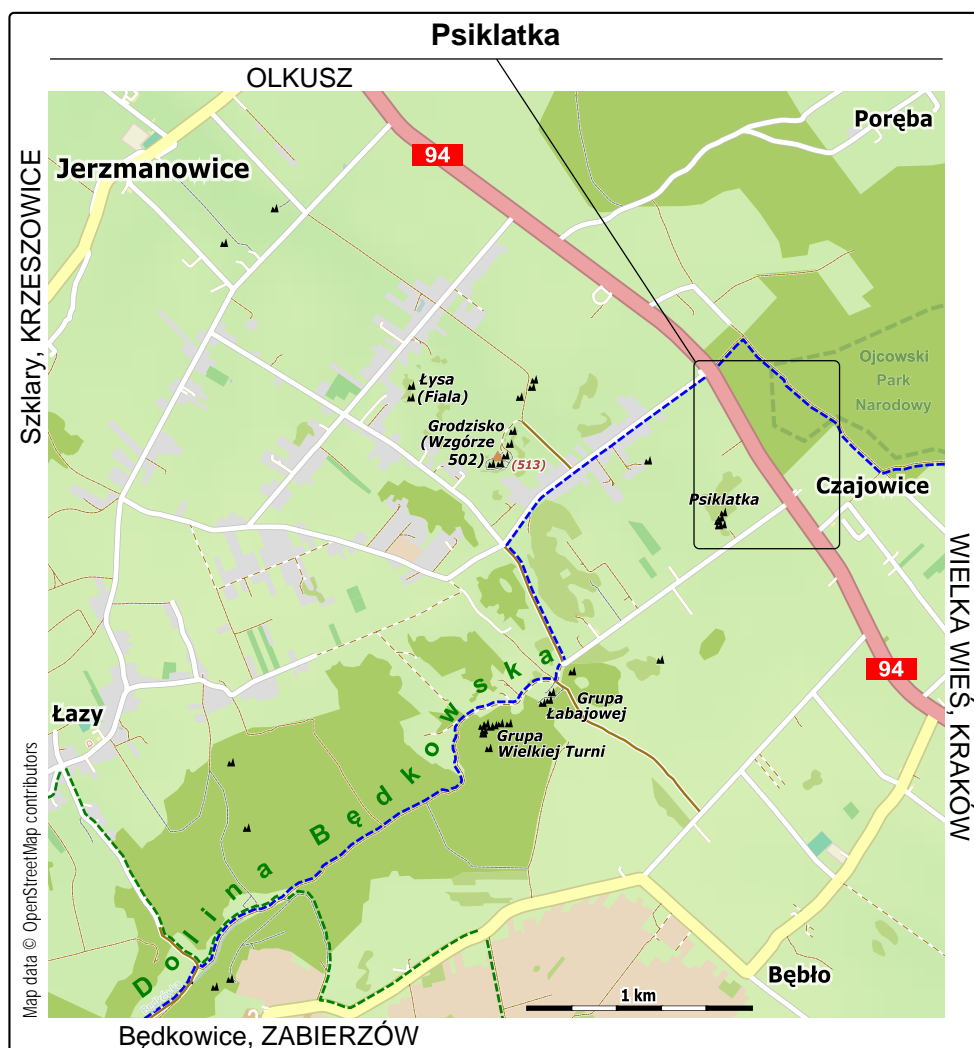 Psiklatka
OLKUSZ
Poręba
94
Jerzmanowice
Szklary, KRZESZOWICE
Ojcowski
Park
Narodowy
Łysa
(Fiala)
Grodzisko
(Wzgórze
502)
(513)
Czajowice
Psiklatka
WIELKA WIEŚ, KRAKÓW
94
Dolina Będkowska
Grupa
Łabajowej
Łazy
Grupa
Wielkiej Turni
Map data © OpenStreetMap contributors
Bębło
1 km
2
Będkowice, ZABIERZÓW